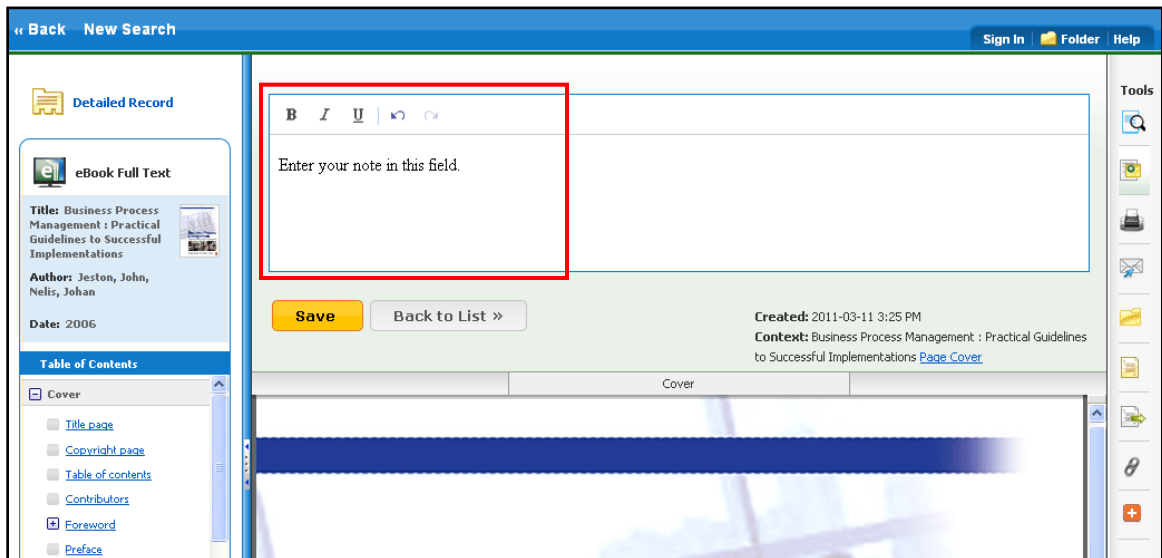 ‹‹ Back New Search
Sign In Folder Help
Detailed Record
eBook Full Text
Title: Business Process
Management : Practical
Guidelines to Successful
Implementations
Author: Jeston, John,
Nelis, Johan
Date: 2006
Table of Contents
Cover
Title page
Copyright page
Table of contents
Contributors
Foreword
Preface
B I U
Enter your note in this field.
Save Back to List »
Created: 2011-03-11 3:25 PM
Context: Business Process Management : Practical Guidelines
to Successful Implementations Page Cover
Cover
Tools